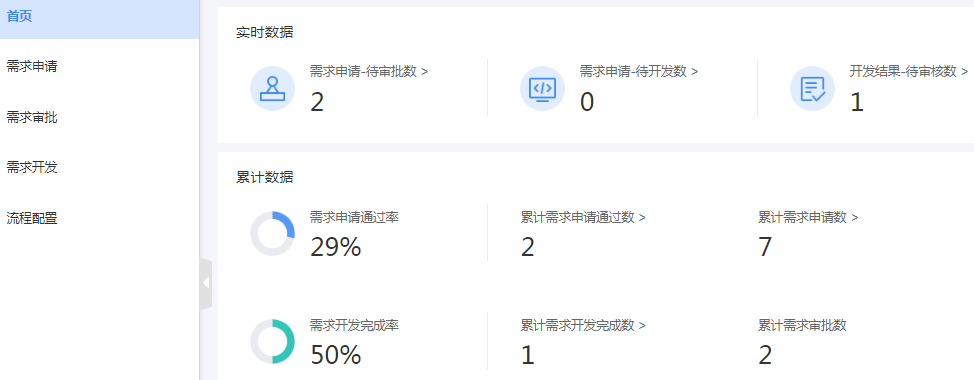 首页
需求申请
需求审批
需求开发
流程配置
实时数据
需求申请-待审批数 >
2
需求申请-待开发数 >
0
开发结果-待审核数 >
1
累计数据
需求申请通过率
29%
累计需求申请通过数 >
2
累计需求申请数 >
7
需求开发完成率
50%
累计需求开发完成数 >
1
累计需求审批数
2